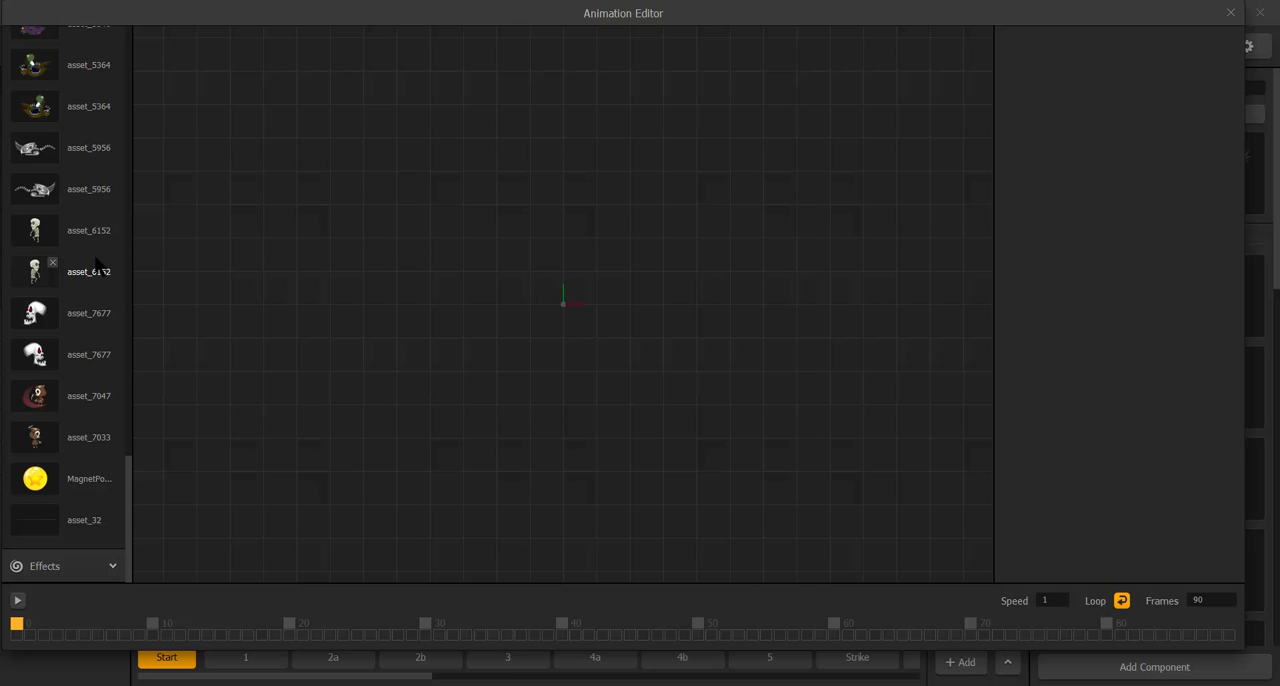 Animation Editor
asset_5364
asset_5364
asset_5956
asset_5956
asset_6152
asset_6152
asset_7677
asset_7677
asset_7047
asset_7033
MagnetPo...
asset_32
Effects
Speed 1 Loop Frames 90
0 10 20 30 40 50 60 70 80
Start 1 2a 2b 3 4a 4b 5 Strike + Add Add Component